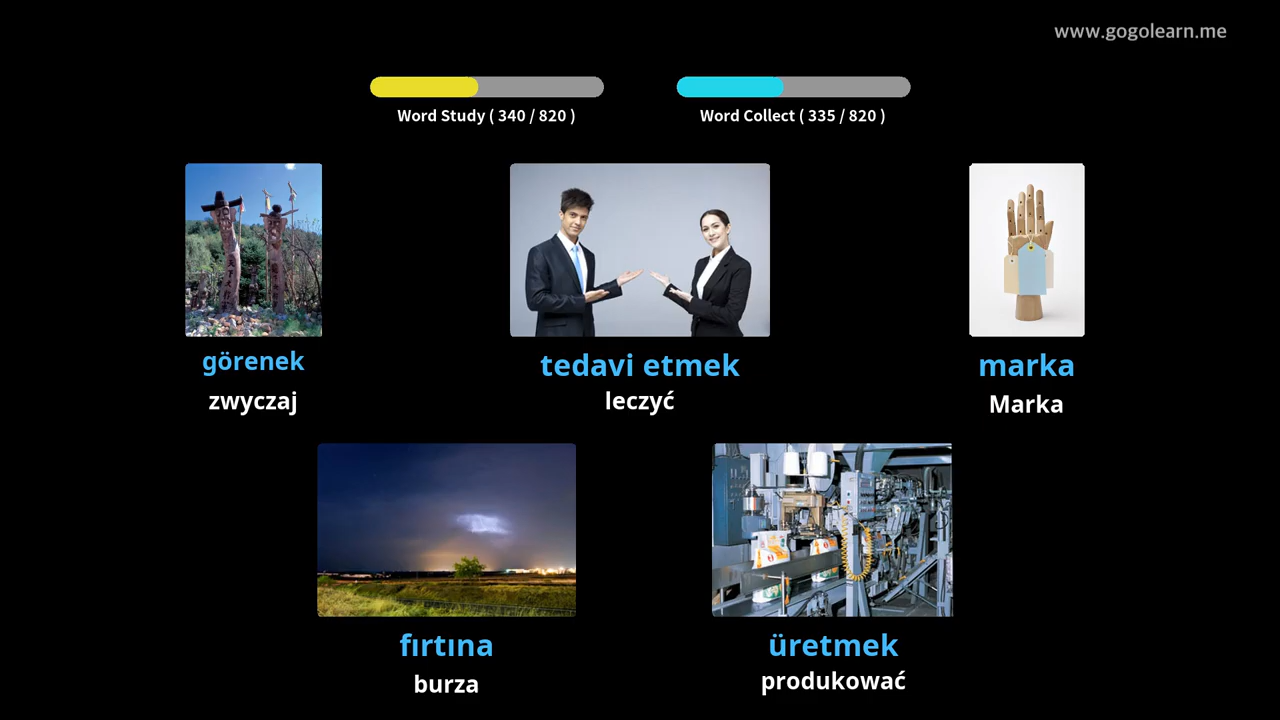 www.gogolearn.me
Word Study ( 340 / 820 )
Word Collect ( 335 / 820 )
görenek
zwyczaj
tedavi etmek
leczyć
marka
Marka
fırtına
burza
üretmek
produkować